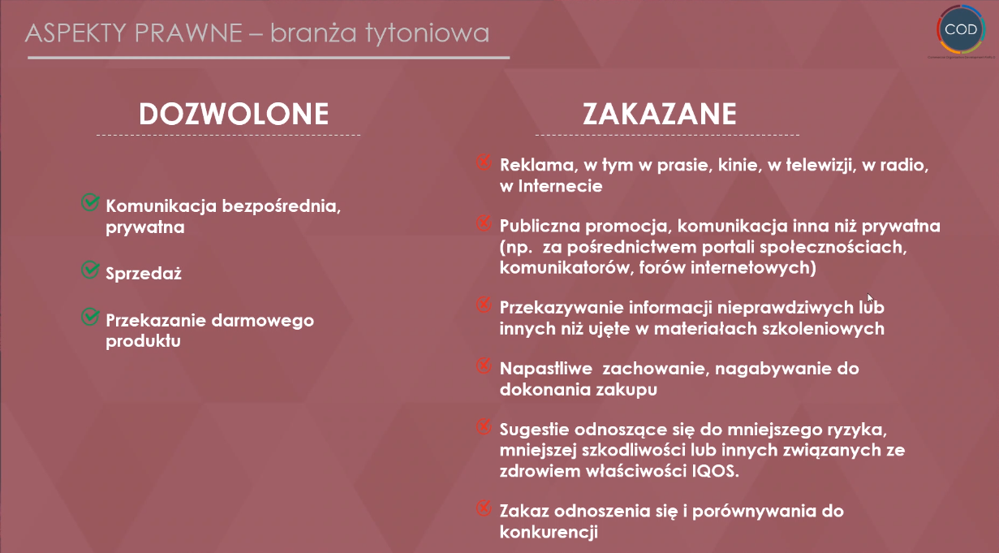 ASPEKTY PRAWNE – branża tytoniowa
COD
DOZWOLONE
Komunikacja bezpośrednia,
prywatna
Sprzedaż
Przekazanie darmowego
produktu
ZAKAZANE
Reklama, w tym w prasie, kinie, w telewizji, w radio,
w Internecie
Publiczna promocja, komunikacja inna niż prywatna
(np. za pośrednictwem portali społecznościach,
komunikatorów, forów internetowych)
Przekazywanie informacji nieprawdziwych lub
innych niż ujęte w materiałach szkoleniowych
Napastliwe zachowanie, nagabywanie do
dokonania zakupu
Sugestie odnoszące się do mniejszego ryzyka,
mniejszej szkodliwości lub innych związanych ze
zdrowiem właściwości IQOS.
Zakaz odnoszenia się i porównywania do
konkurencji